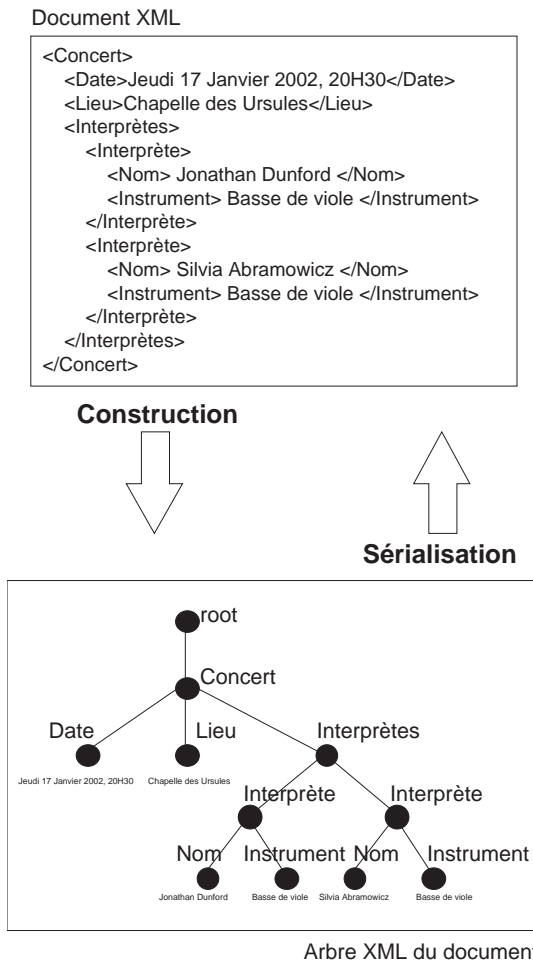 Document XML
<Concert>
<Date>Jeudi 17 Janvier 2002, 20H30</Date>
<Lieu>Chapelle des Ursules</Lieu>
<Interprètes>
<Interprète>
<Nom> Jonathan Dunford </Nom>
<Instrument> Basse de viole </Instrument>
</Interprète>
<Interprète>
<Nom> Silvia Abramowicz </Nom>
<Instrument> Basse de viole </Instrument>
</Interprète>
</Interprètes>
</Concert>
Construction
Sérialisation
root
Concert
Date Lieu Interprètes
Jeudi 17 Janvier 2002, 20H30 Chapelle des Ursules
Interprète Interprète
Nom Instrument Nom Instrument
Jonathan Dunford Basse de viole Silvia Abramowicz Basse de viole
Arbre XML du document